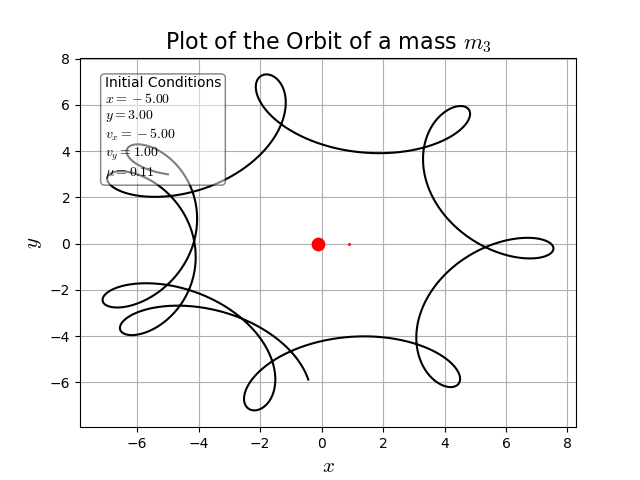 Plot of the Orbit of a mass m₃
Initial Conditions
x = −5.00
y = 3.00
vₓ = −5.00
v_y = 1.00
μ = 0.11
8
6
4
2
0
−2
−4
−6
y
−6 −4 −2 0 2 4 6 8
x